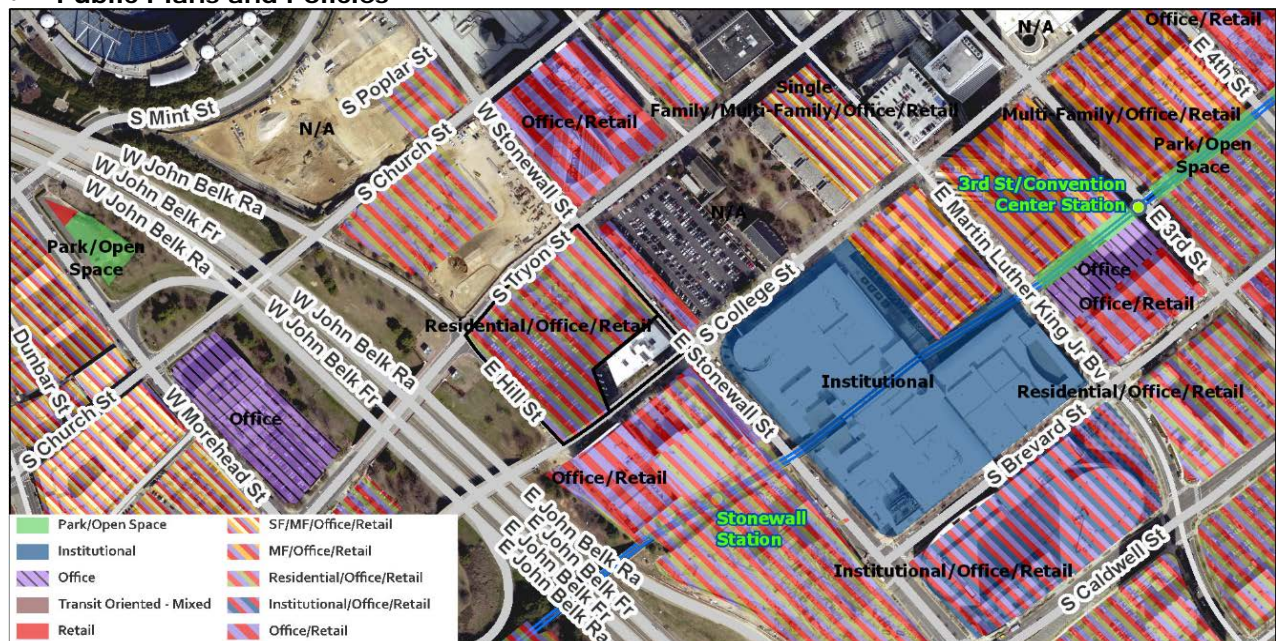 Public Plans and Policies
Office/Retail
N/A
E 4th St
S Poplar St
S Mint St
N/A
Single
Family/Multi-Family/Office/Retail
Multi-Family/Office/Retail
W Stonewall St
Office/Retail
Park/Open
Space
S Church St
W John Belk Ra
W John Belk Fr
W John Belk Ra
3rd St/Convention
Center Station
E 3rd St
N/A
E Martin Luther King Jr Bv
Park/Open
Space
S Tryon St
Office
Office/Retail
S College St
Residential/Office/Retail
W John Belk Ra
W John Belk Fr
E Stonewall St
Institutional
Residential/Office/Retail
Dunbar St
E Hill St
Office
S Church St
W Morehead St
S Brevard St
Office/Retail
Stonewall
Station
E John Belk Ra
E John Belk Fr
E John Belk Fr
E John Belk Ra
Institutional/Office/Retail
S Caldwell St
Park/Open Space
Institutional
Office
Transit Oriented - Mixed
Retail
SF/MF/Office/Retail
MF/Office/Retail
Residential/Office/Retail
Institutional/Office/Retail
Office/Retail